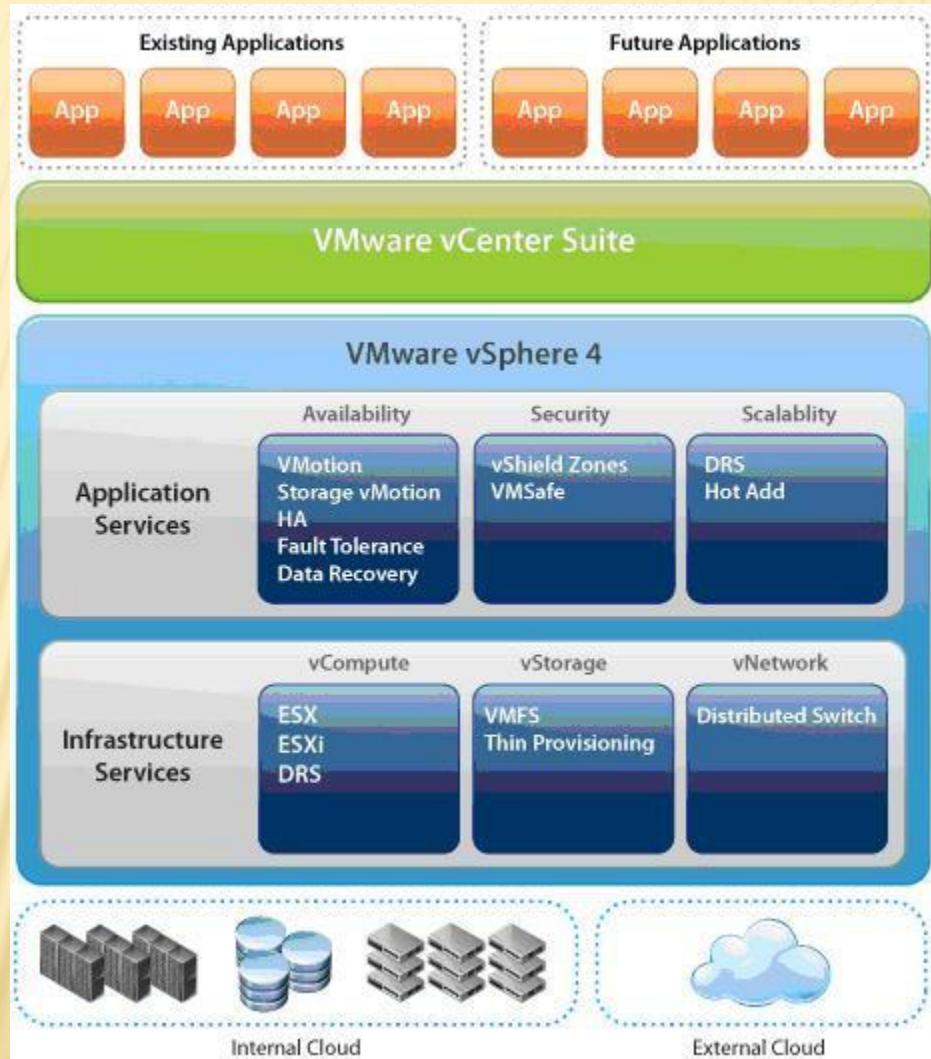 Existing Applications
Future Applications
App App App App
App App App App
VMware vCenter Suite
VMware vSphere 4
Application
Services
Availability
VMotion
Storage vMotion
HA
Fault Tolerance
Data Recovery
Security
vShield Zones
VMSafe
Scalablity
DRS
Hot Add
Infrastructure
Services
vCompute
ESX
ESXi
DRS
vStorage
VMFS
Thin Provisioning
vNetwork
Distributed Switch
Internal Cloud
External Cloud